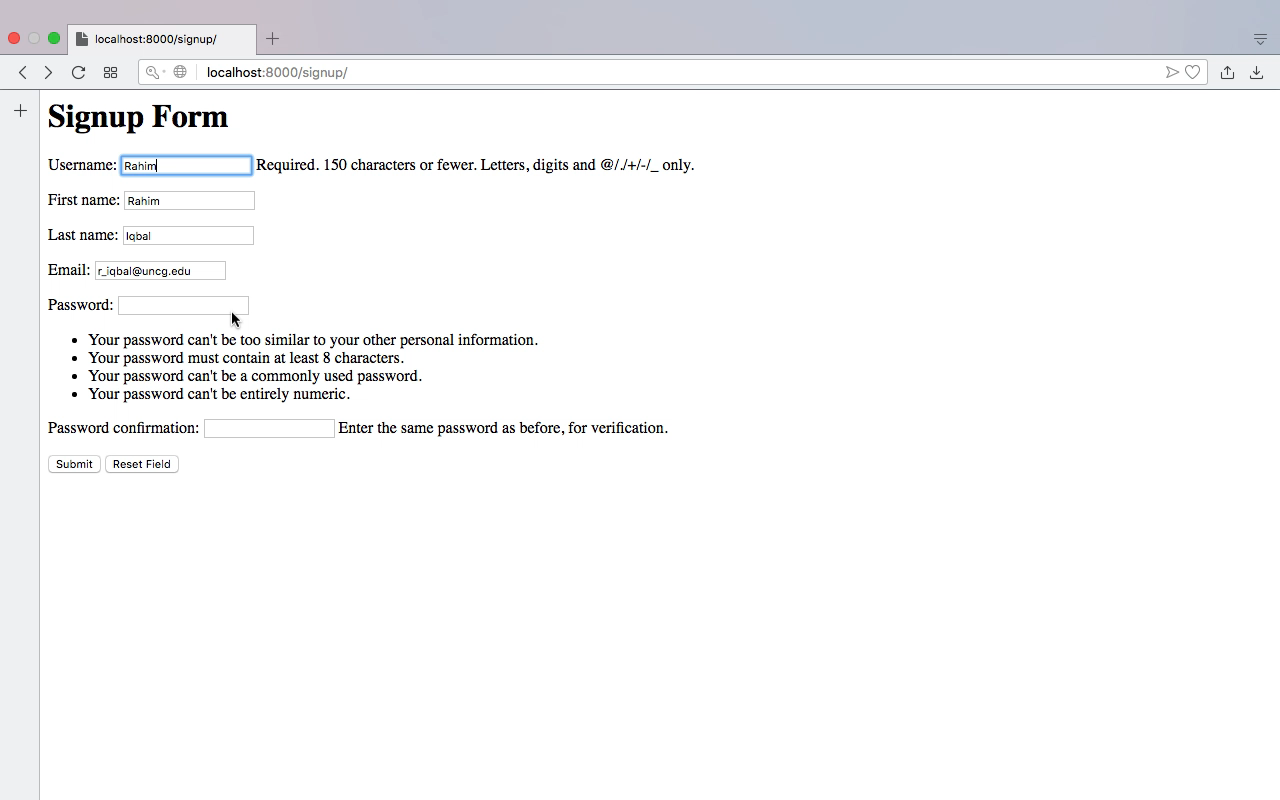 localhost:8000/signup/
localhost:8000/signup/
Signup Form
Username: Rahim Required. 150 characters or fewer. Letters, digits and @/./+/-/_ only.
First name: Rahim
Last name: Iqbal
Email: r_iqbal@uncg.edu
Password:
• Your password can't be too similar to your other personal information.
• Your password must contain at least 8 characters.
• Your password can't be a commonly used password.
• Your password can't be entirely numeric.
Password confirmation: Enter the same password as before, for verification.
Submit Reset Field